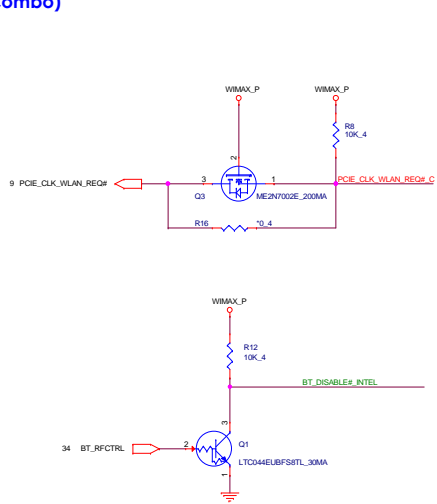 ombo)
WIMAX_P WIMAX_P
R8
10K_4
2
9 PCIE_CLK_WLAN_REQ# 3 1 PCIE_CLK_WLAN_REQ#_C
Q3 ME2N7002E_200MA
R16 *0_4
WIMAX_P
R12
10K_4
BT_DISABLE#_INTEL
3
34 BT_RFCTRL 2 Q1
LTC044EUBFS8TL_30MA
1